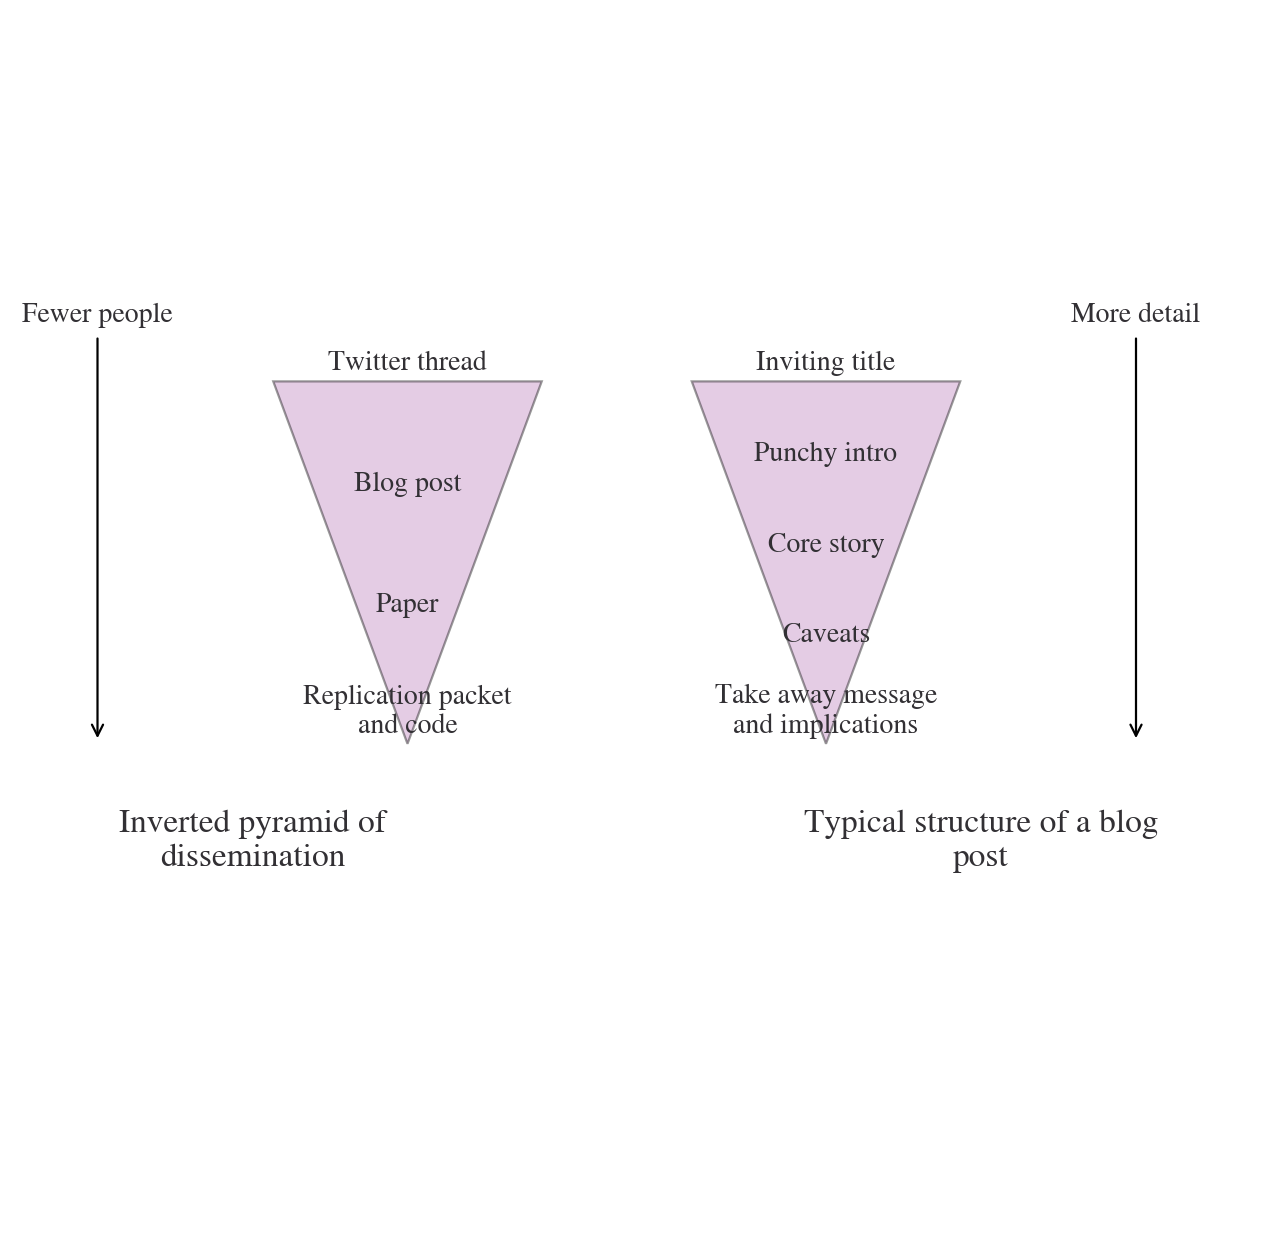 Fewer people
More detail
Twitter thread
Inviting title
Blog post
Punchy intro
Paper
Core story
Caveats
Replication packet
and code
Take away message
and implications
Inverted pyramid of
dissemination
Typical structure of a blog
post